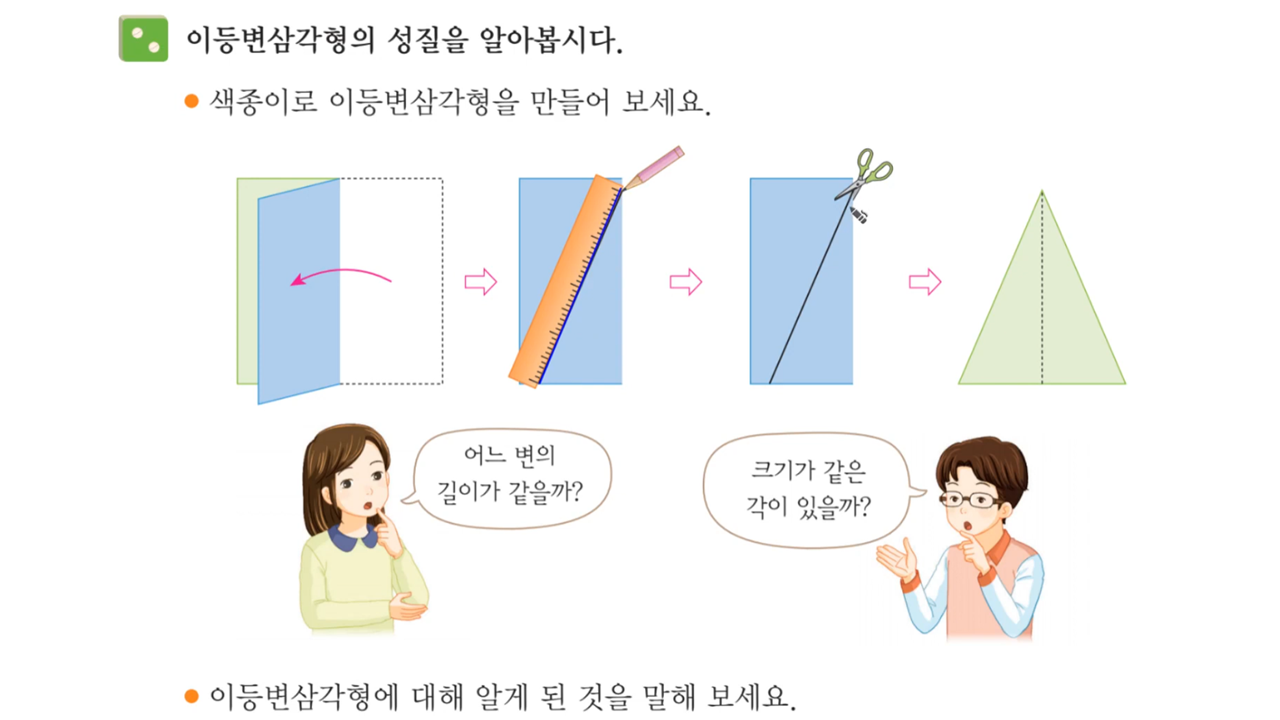 이등변삼각형의 성질을 알아봅시다.
● 색종이로 이등변삼각형을 만들어 보세요.
어느 변의
길이가 같을까?
크기가 같은
각이 있을까?
● 이등변삼각형에 대해 알게 된 것을 말해 보세요.